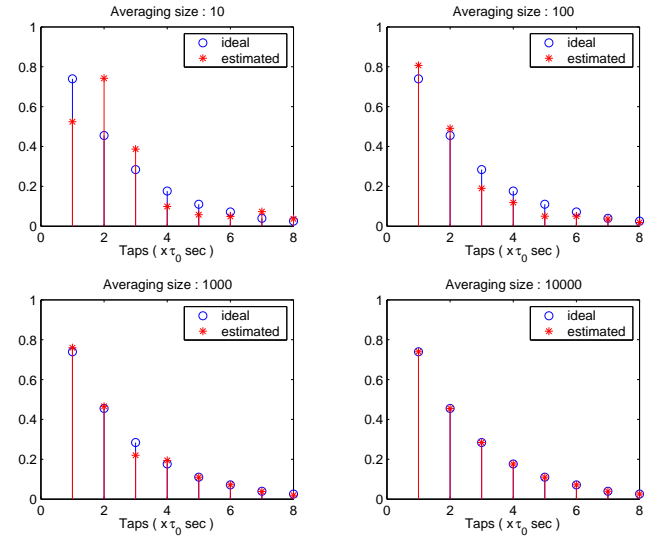 Averaging size : 10
1
0.8
0.6
0.4
0.2
0
ideal
estimated
0 2 4 6 8
Taps ( x τ0 sec)
Averaging size : 100
1
0.8
0.6
0.4
0.2
0
ideal
estimated
0 2 4 6 8
Taps ( x τ0 sec)
Averaging size : 1000
1
0.8
0.6
0.4
0.2
0
ideal
estimated
0 2 4 6 8
Taps ( x τ0 sec)
Averaging size : 10000
1
0.8
0.6
0.4
0.2
0
ideal
estimated
0 2 4 6 8
Taps ( x τ0 sec)